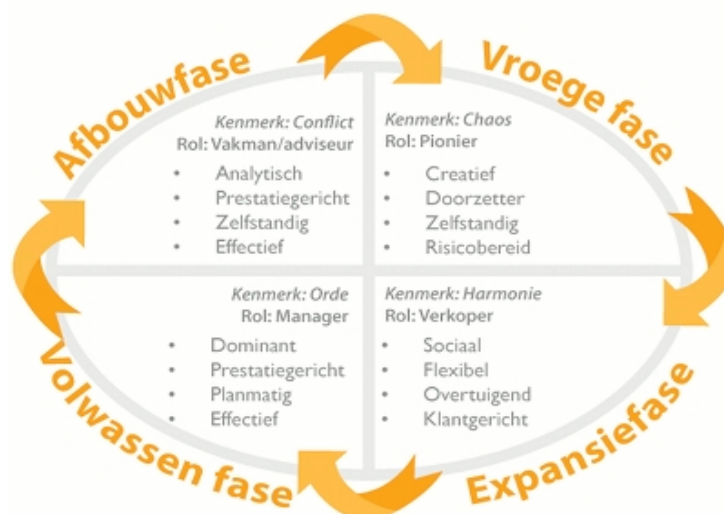 Afbouwfase
Kenmerk: Conflict
Rol: Vakman/adviseur
• Analytisch
• Prestatiegericht
• Zelfstandig
• Effectief
Vroege fase
Kenmerk: Chaos
Rol: Pionier
• Creatief
• Doorzetter
• Zelfstandig
• Risicobereid
Volwassen fase
Kenmerk: Orde
Rol: Manager
• Dominant
• Prestatiegericht
• Planmatig
• Effectief
Expansiefase
Kenmerk: Harmonie
Rol: Verkoper
• Sociaal
• Flexibel
• Overtuigend
• Klantgericht